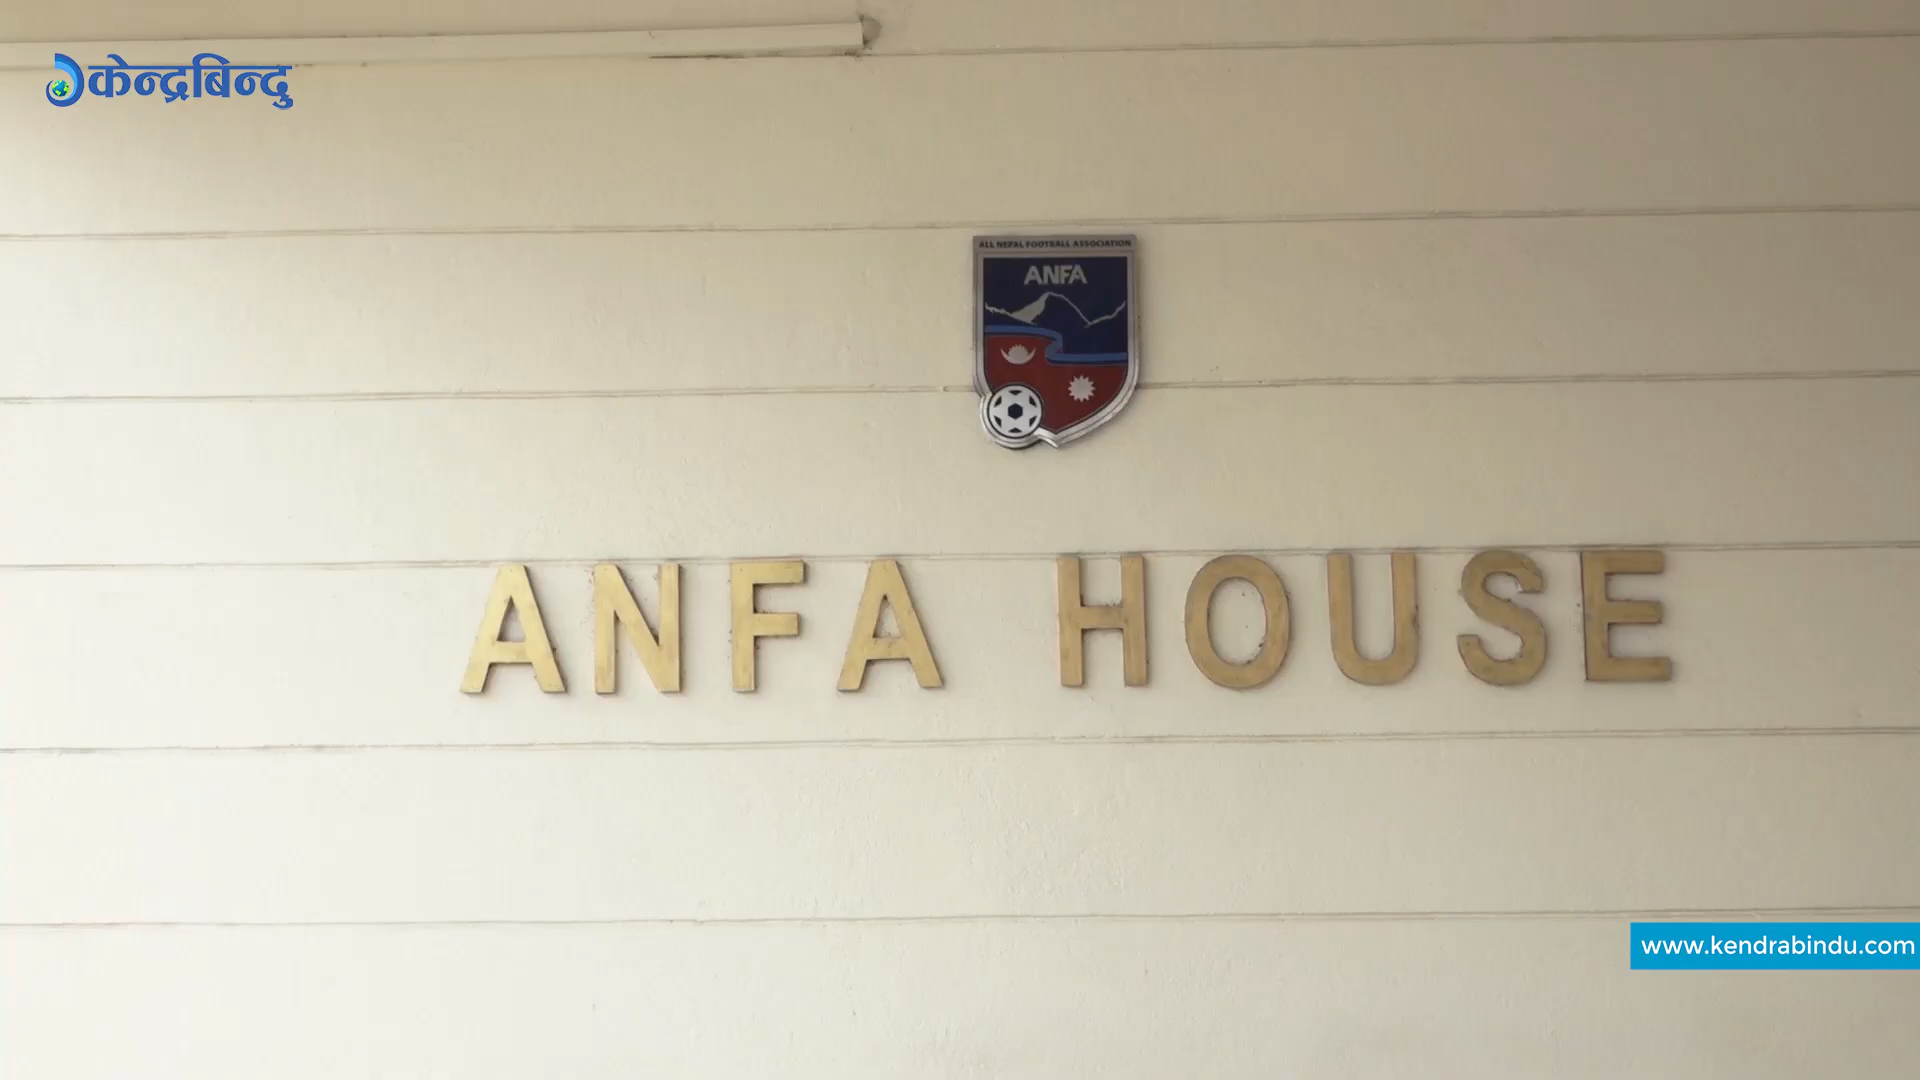 केन्द्रबिन्दु
ALL NEPAL FOOTBALL ASSOCIATION
ANFA
ANFA HOUSE
www.kendrabindu.com